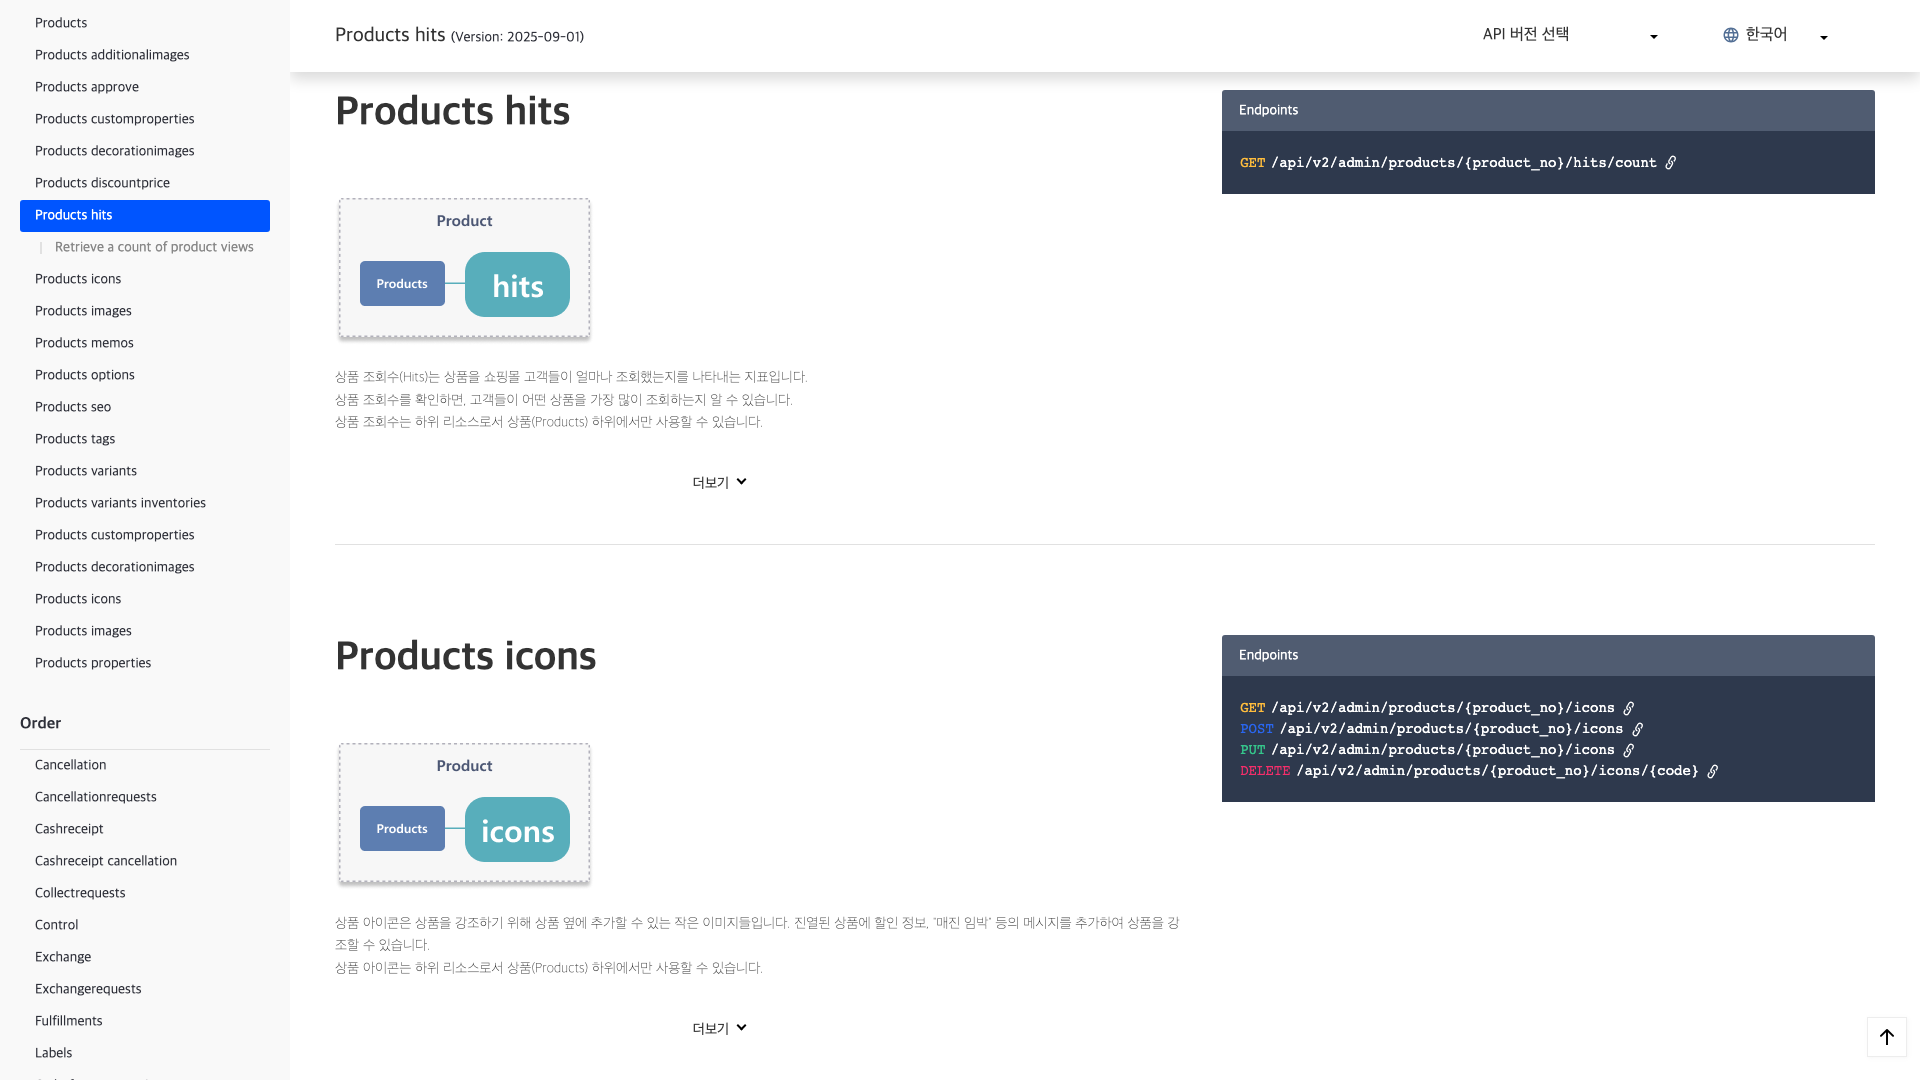 Products
Products additionalimages
Products approve
Products customproperties
Products decorationimages
Products discountprice
Products hits
Retrieve a count of product views
Products icons
Products images
Products memos
Products options
Products seo
Products tags
Products variants
Products variants inventories
Products customproperties
Products decorationimages
Products icons
Products images
Products properties
Order
Cancellation
Cancellationrequests
Cashreceipt
Cashreceipt cancellation
Collectrequests
Control
Exchange
Exchangerequests
Fulfillments
Labels
Products hits (Version: 2025-09-01)
API 버전 선택
한국어
Products hits
Product
Products
hits
상품 조회수(Hits)는 상품을 쇼핑몰 고객들이 얼마나 조회했는지를 나타내는 지표입니다.
상품 조회수를 확인하면, 고객들이 어떤 상품을 가장 많이 조회하는지 알 수 있습니다.
상품 조회수는 하위 리소스로서 상품(Products) 하위에서만 사용할 수 있습니다.
더보기
Endpoints
GET /api/v2/admin/products/{product_no}/hits/count
Products icons
Product
Products
icons
상품 아이콘은 상품을 강조하기 위해 상품 옆에 추가할 수 있는 작은 이미지들입니다. 진열된 상품에 할인 정보, "매진 임박" 등의 메시지를 추가하여 상품을 강
조할 수 있습니다.
상품 아이콘는 하위 리소스로서 상품(Products) 하위에서만 사용할 수 있습니다.
더보기
Endpoints
GET /api/v2/admin/products/{product_no}/icons
POST /api/v2/admin/products/{product_no}/icons
PUT /api/v2/admin/products/{product_no}/icons
DELETE /api/v2/admin/products/{product_no}/icons/{code}